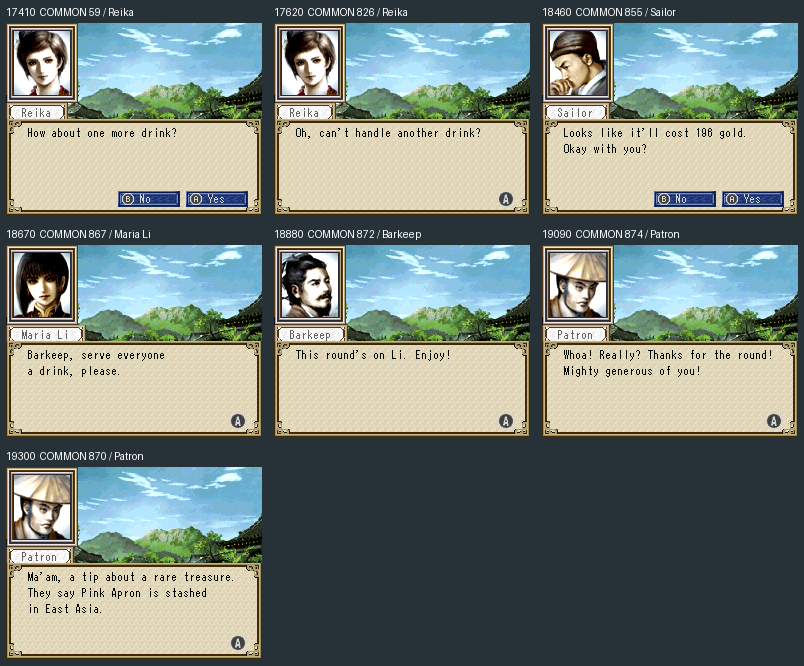 17410 COMMON 59 / Reika
Reika
How about one more drink?
B No
A Yes
17620 COMMON 826 / Reika
Reika
Oh, can't handle another drink?
A
18460 COMMON 855 / Sailor
Sailor
Looks like it'll cost 196 gold.
Okay with you?
B No
A Yes
18670 COMMON 867 / Maria Li
Maria Li
Barkeep, serve everyone
a drink, please.
A
18880 COMMON 872 / Barkeep
Barkeep
This round's on Li. Enjoy!
A
19090 COMMON 874 / Patron
Patron
Whoa! Really? Thanks for the round!
Mighty generous of you!
A
19300 COMMON 870 / Patron
Patron
Ma'am, a tip about a rare treasure.
They say Pink Apron is stashed
in East Asia.
A